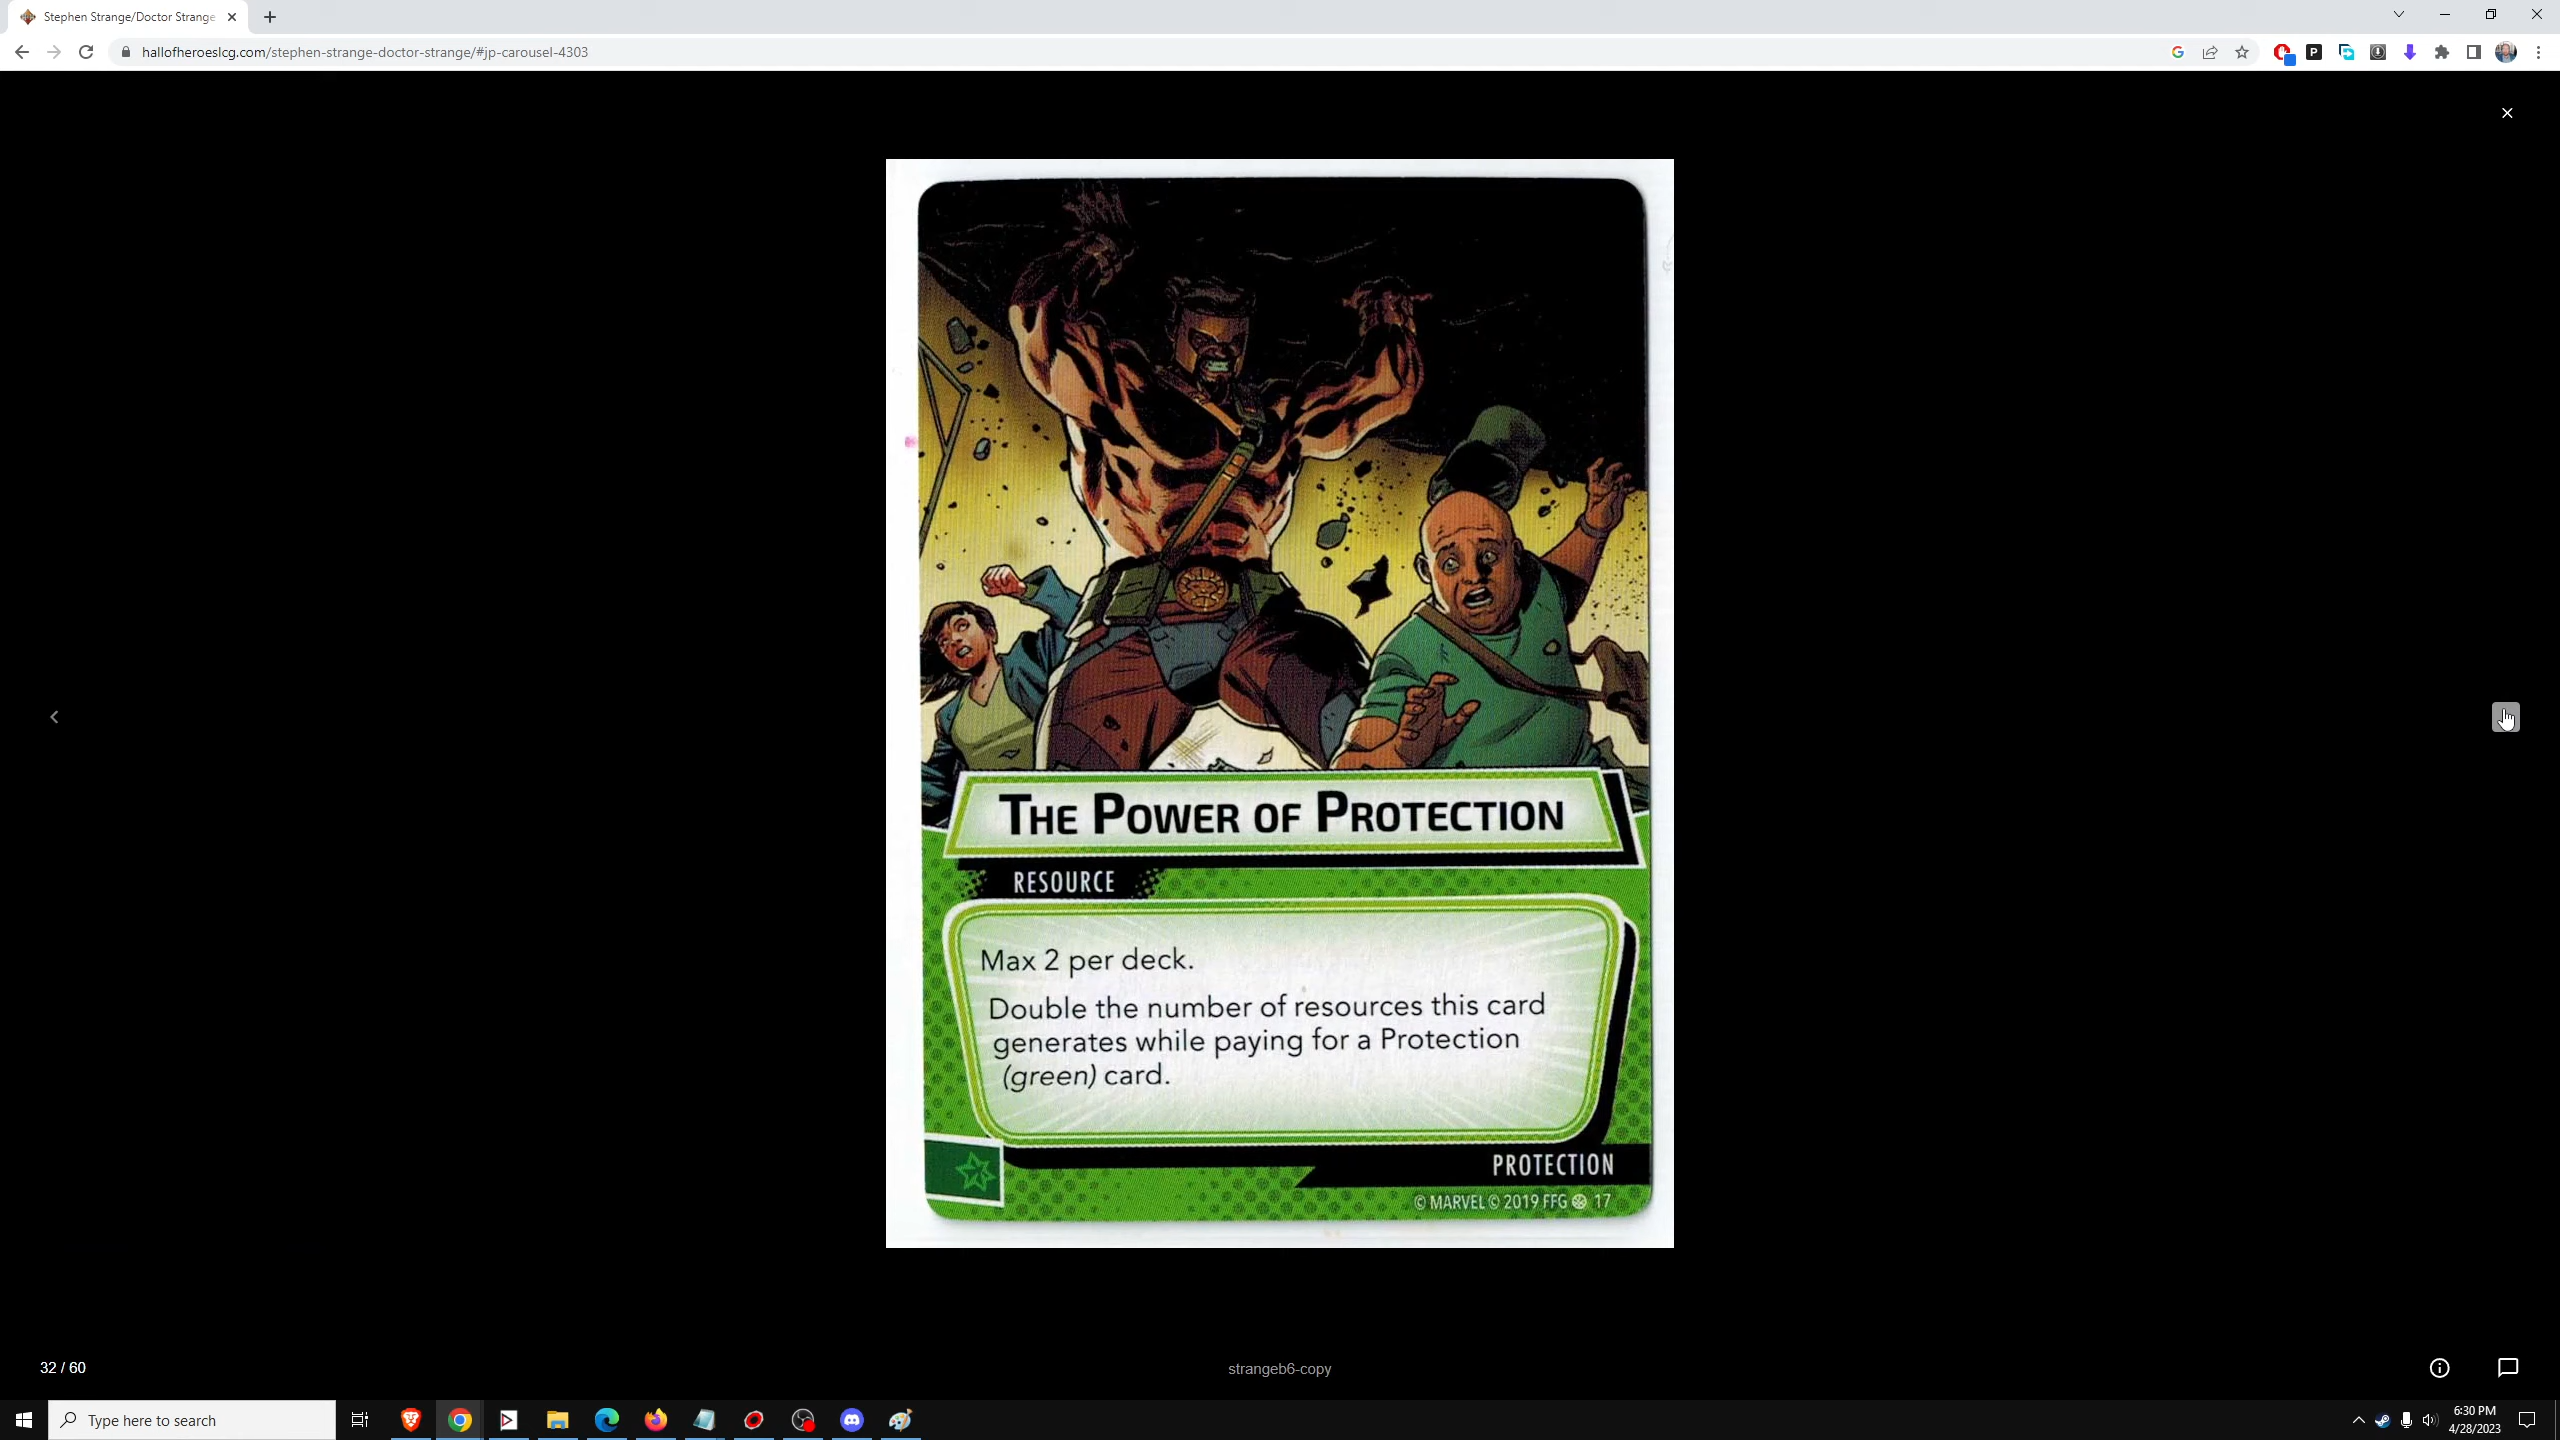 Stephen Strange/Doctor Strange
hallofheroeslcg.com/stephen-strange-doctor-strange/#jp-carousel-4303
THE POWER OF PROTECTION
RESOURCE
Max 2 per deck.
Double the number of resources this card
generates while paying for a Protection
(green) card.
PROTECTION
© MARVEL © 2019 FFG 17
32 / 60
strangeb6-copy
Type here to search
6:30 PM
4/28/2023